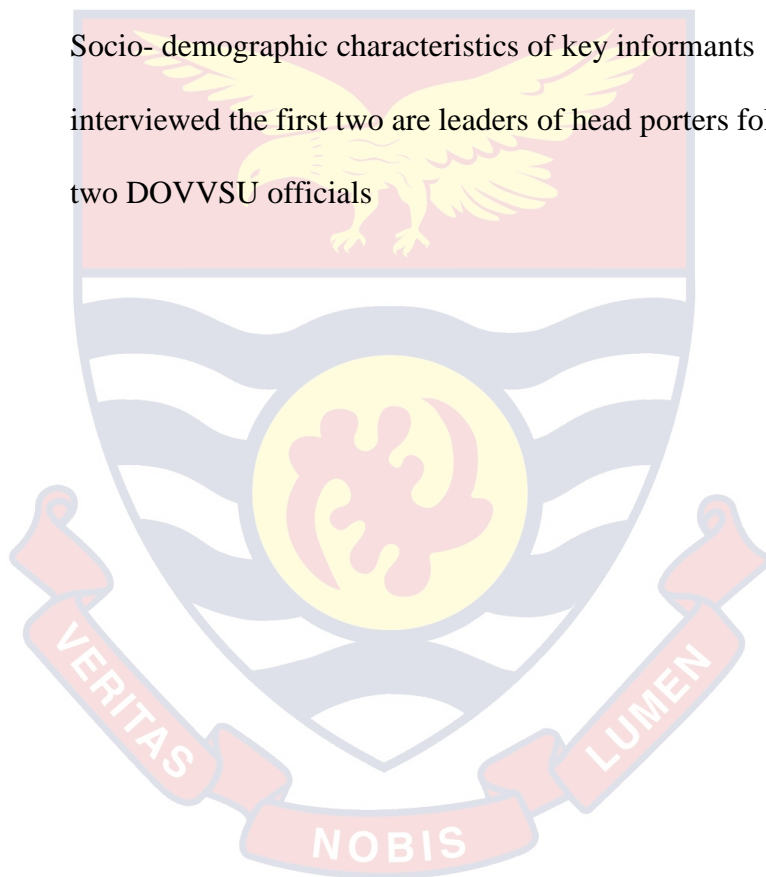 Socio- demographic characteristics of key informants
interviewed the first two are leaders of head porters
two DOVVSU officials
VERITAS
NOBIS
LUMEN